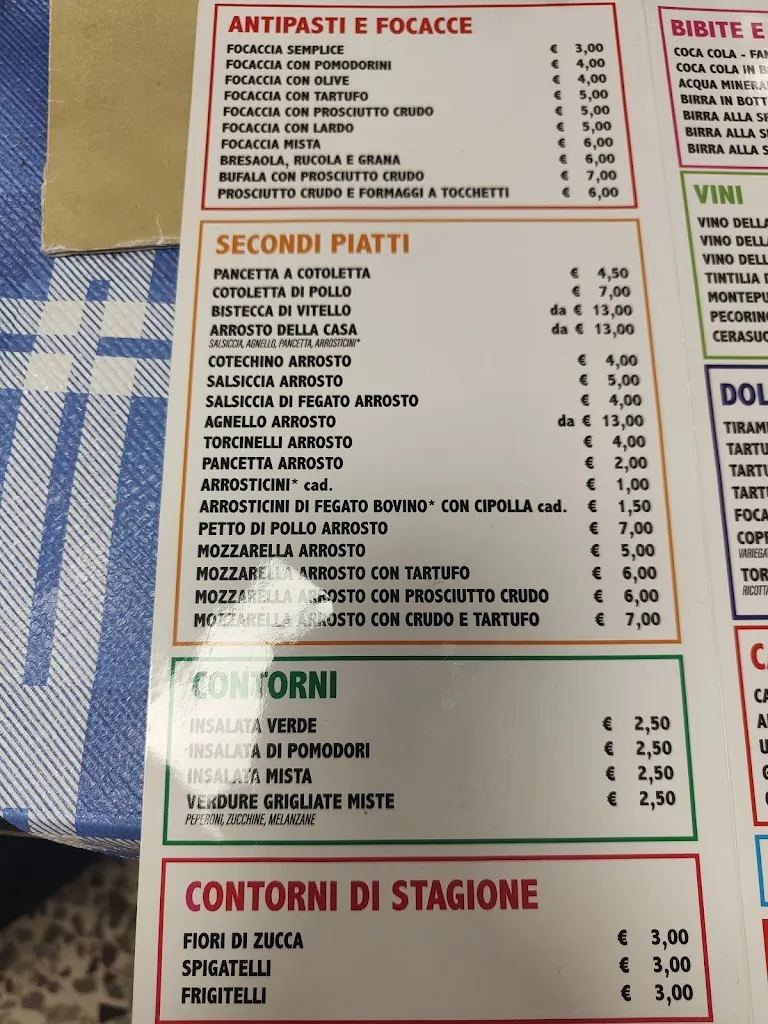 ANTIPASTI E FOCACCE
FOCACCIA SEMPLICE € 3,00
FOCACCIA CON POMODORINI € 4,00
FOCACCIA CON OLIVE € 4,00
FOCACCIA CON TARTUFO € 5,00
FOCACCIA CON PROSCIUTTO CRUDO € 5,00
FOCACCIA CON LARDO € 5,00
FOCACCIA MISTA € 6,00
BRESAOLA, RUCOLA E GRANA € 6,00
BUFALA CON PROSCIUTTO CRUDO € 7,00
PROSCIUTTO CRUDO E FORMAGGI A TOCCHETTI € 6,00
SECONDI PIATTI
PANCETTA A COTOLETTA € 4,50
COTOLETTA DI POLLO € 7,00
BISTECCA DI VITELLO da € 13,00
ARROSTO DELLA CASA da € 13,00
SALSICCIA, AGNELLO, PANCETTA, ARROSTICINI*
COTECHINO ARROSTO € 4,00
SALSICCIA ARROSTO € 5,00
SALSICCIA DI FEGATO ARROSTO € 4,00
AGNELLO ARROSTO da € 13,00
TORCINELLI ARROSTO € 4,00
PANCETTA ARROSTO € 2,00
ARROSTICINI* cad. € 1,00
ARROSTICINI DI FEGATO BOVINO* CON CIPOLLA cad. € 1,50
PETTO DI POLLO ARROSTO € 7,00
MOZZARELLA ARROSTO € 5,00
MOZZARELLA ARROSTO CON TARTUFO € 6,00
MOZZARELLA ARROSTO CON PROSCIUTTO CRUDO € 6,00
MOZZARELLA ARROSTO CON CRUDO E TARTUFO € 7,00
CONTORNI
INSALATA VERDE € 2,50
INSALATA DI POMODORI € 2,50
INSALATA MISTA € 2,50
VERDURE GRIGLIATE MISTE € 2,50
PEPERONI, ZUCCHINE, MELANZANE
CONTORNI DI STAGIONE
FIORI DI ZUCCA € 3,00
SPIGATELLI € 3,00
FRIGITELLI € 3,00
BIBITE E
COCA COLA -
COCA COLA IN
ACQUA
BIRRA IN
BIRRA ALLA
BIRRA ALLA
BIRRA ALLA
VINI
VINO
VINO
VINO
TINTILIA